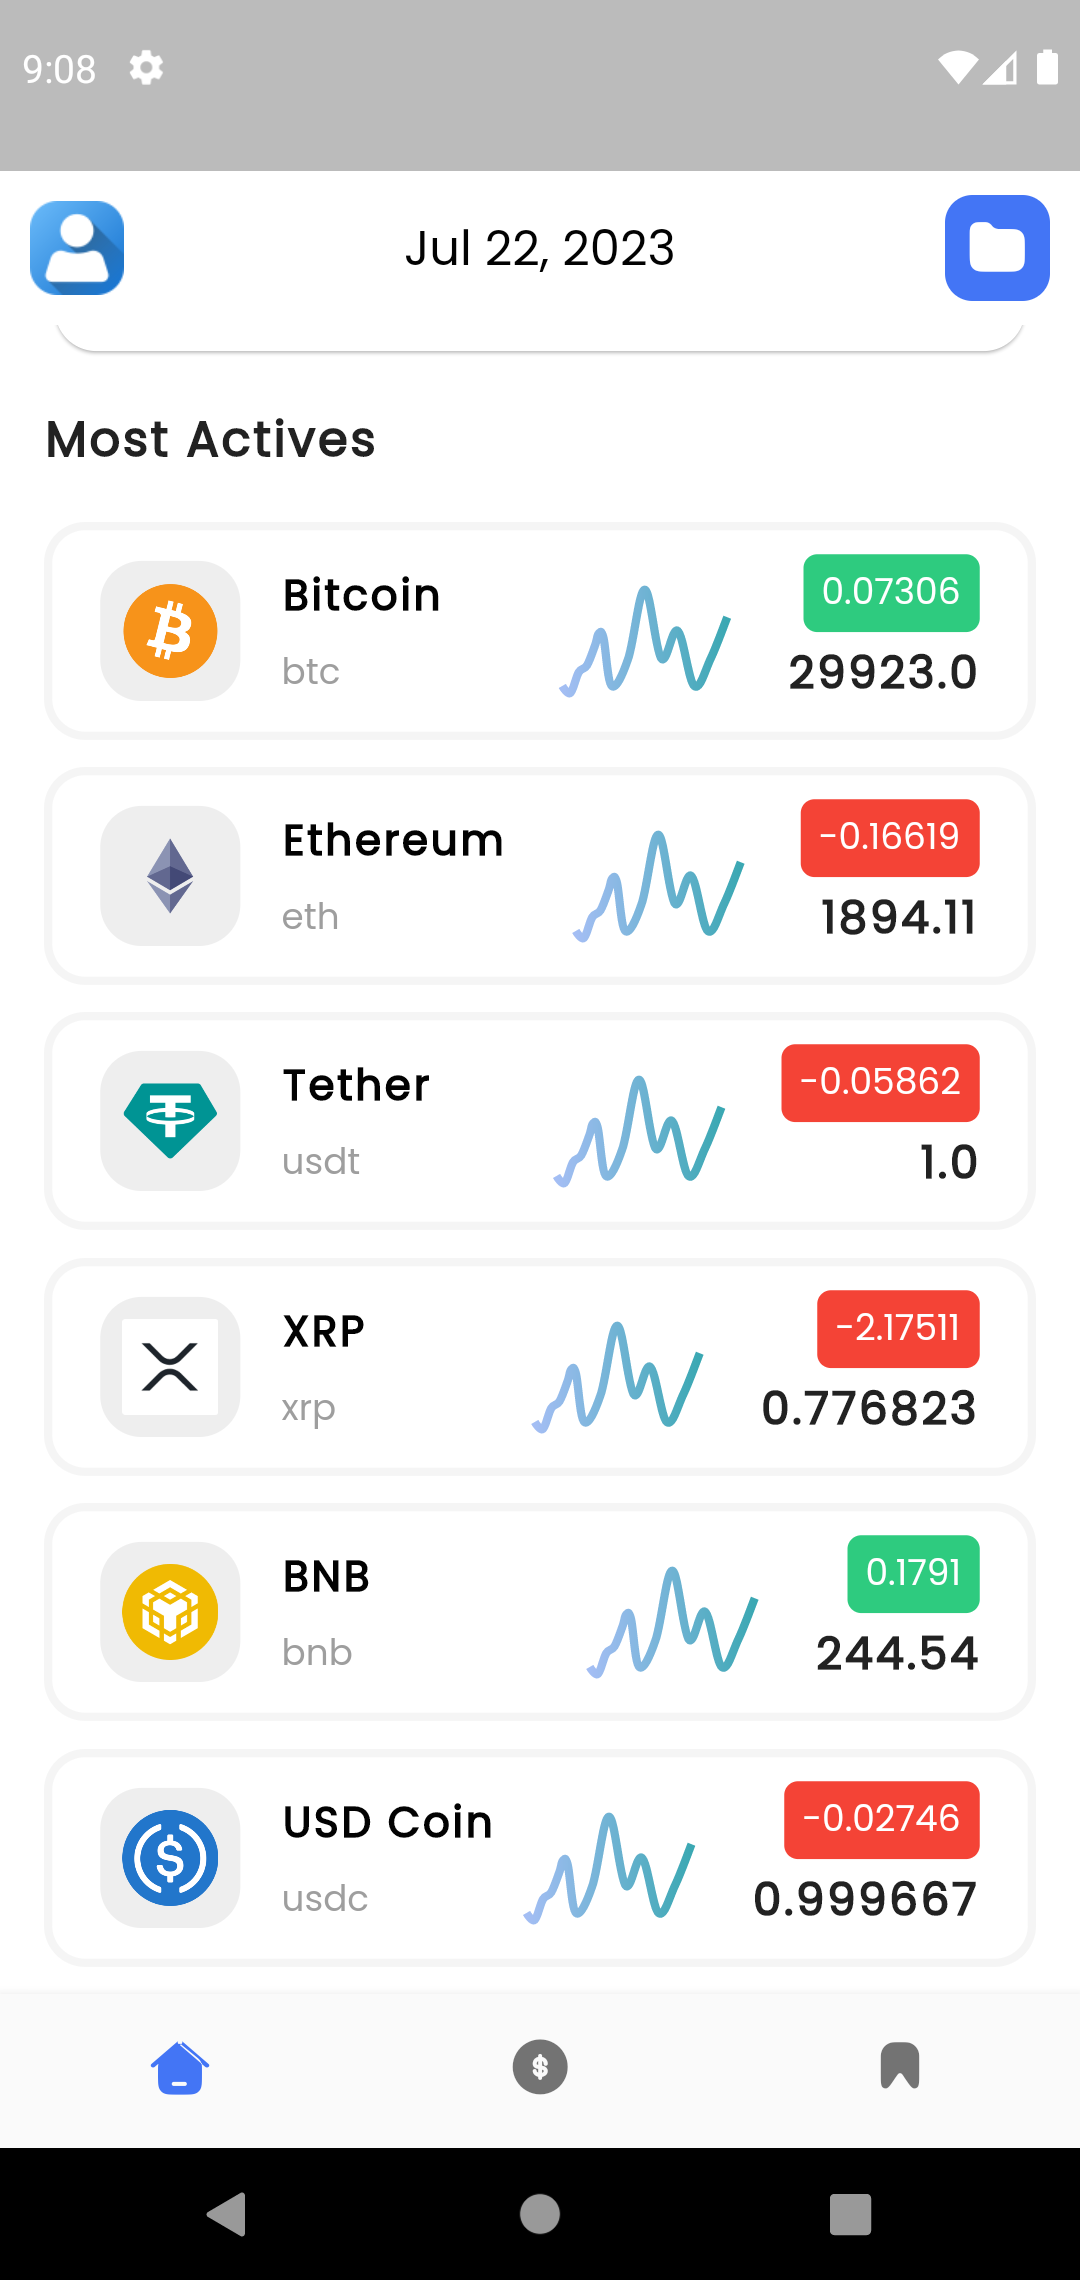 9:08
Jul 22, 2023
Most Actives
Bitcoin
0.07306
btc
29923.0
Ethereum
-0.16619
eth
1894.11
Tether
-0.05862
usdt
1.0
XRP
-2.17511
xrp
0.776823
BNB
0.1791
bnb
244.54
USD Coin
-0.02746
usdc
0.999667